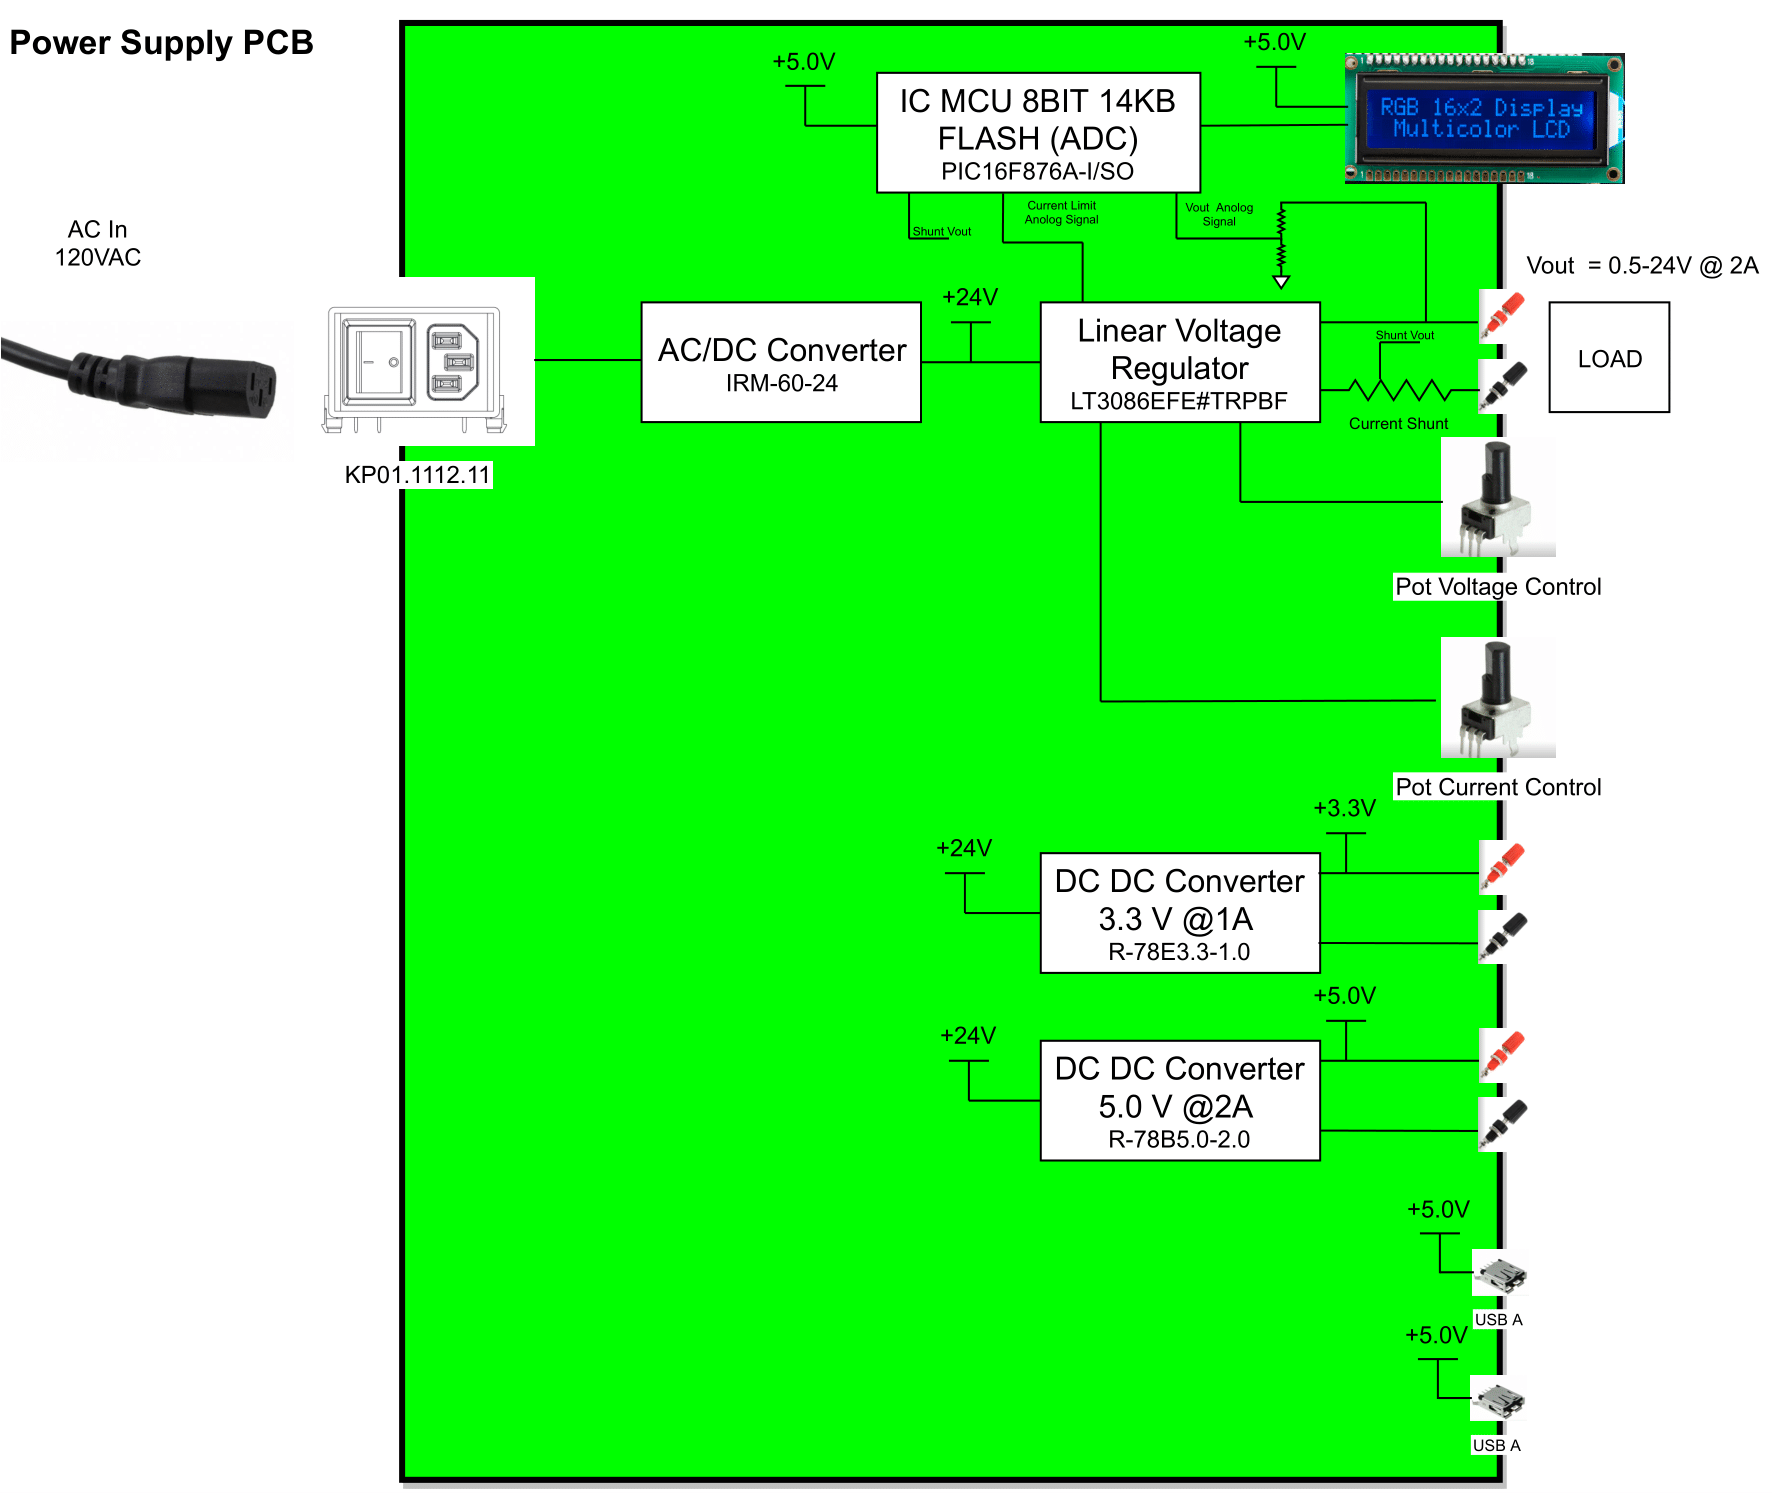 Power Supply PCB
+5.0V
+5.0V
IC MCU 8BIT 14KB
FLASH (ADC)
PIC16F876A-I/SO
1
18
RGB 16x2 Display
Multicolor LCD
1
18
Shunt Vout
Current Limit
Anolog Signal
Vout Anolog
Signal
AC In
120VAC
Vout = 0.5-24V @ 2A
KP01.1112.11
AC/DC Converter
IRM-60-24
+24V
Linear Voltage
Regulator
LT3086EFE#TRPBF
Shunt Vout
Current Shunt
LOAD
Pot Voltage Control
Pot Current Control
+3.3V
+24V
DC DC Converter
3.3 V @1A
R-78E3.3-1.0
+5.0V
+24V
DC DC Converter
5.0 V @2A
R-78B5.0-2.0
+5.0V
USB A
+5.0V
USB A